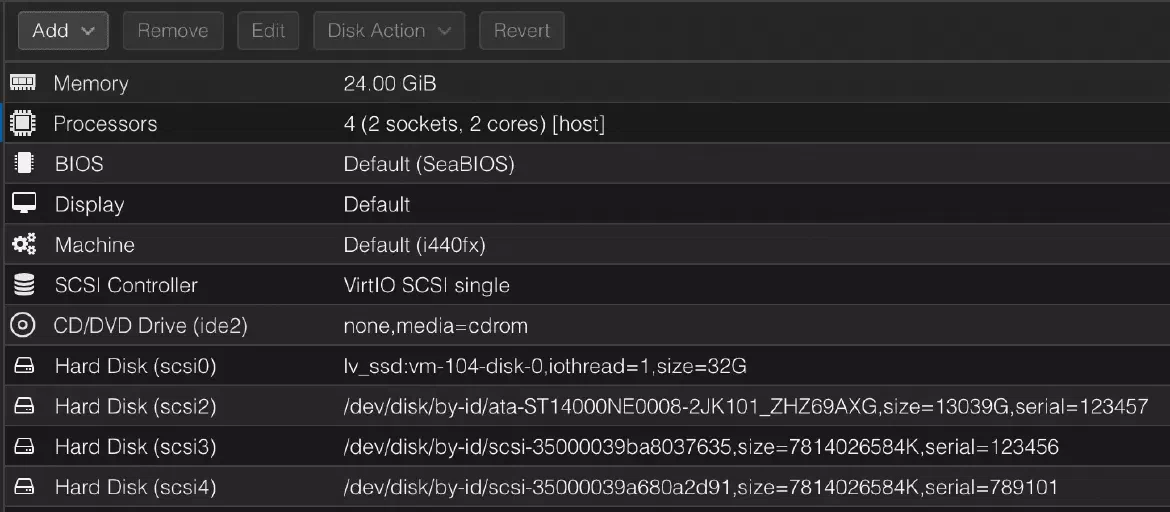 Add Remove Edit Disk Action Revert
Memory 24.00 GiB
Processors 4 (2 sockets, 2 cores) [host]
BIOS Default (SeaBIOS)
Display Default
Machine Default (i440fx)
SCSI Controller VirtIO SCSI single
CD/DVD Drive (ide2) none,media=cdrom
Hard Disk (scsi0) lv_ssd:vm-104-disk-0,iothread=1,size=32G
Hard Disk (scsi2) /dev/disk/by-id/ata-ST14000NE0008-2JK101_ZHZ69AXG,size=13039G,serial=123457
Hard Disk (scsi3) /dev/disk/by-id/scsi-35000039ba8037635,size=7814026584K,serial=123456
Hard Disk (scsi4) /dev/disk/by-id/scsi-35000039a680a2d91,size=7814026584K,serial=789101